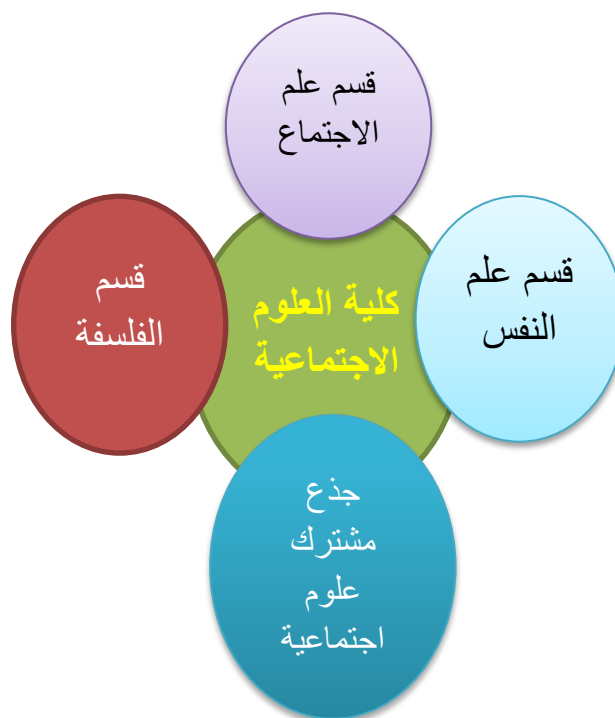 قسم علم
الاجتماع
قسم علم
النفس
كلية العلوم
الاجتماعية
قسم
الفلسفة
جذع
مشترك
علوم
اجتماعية